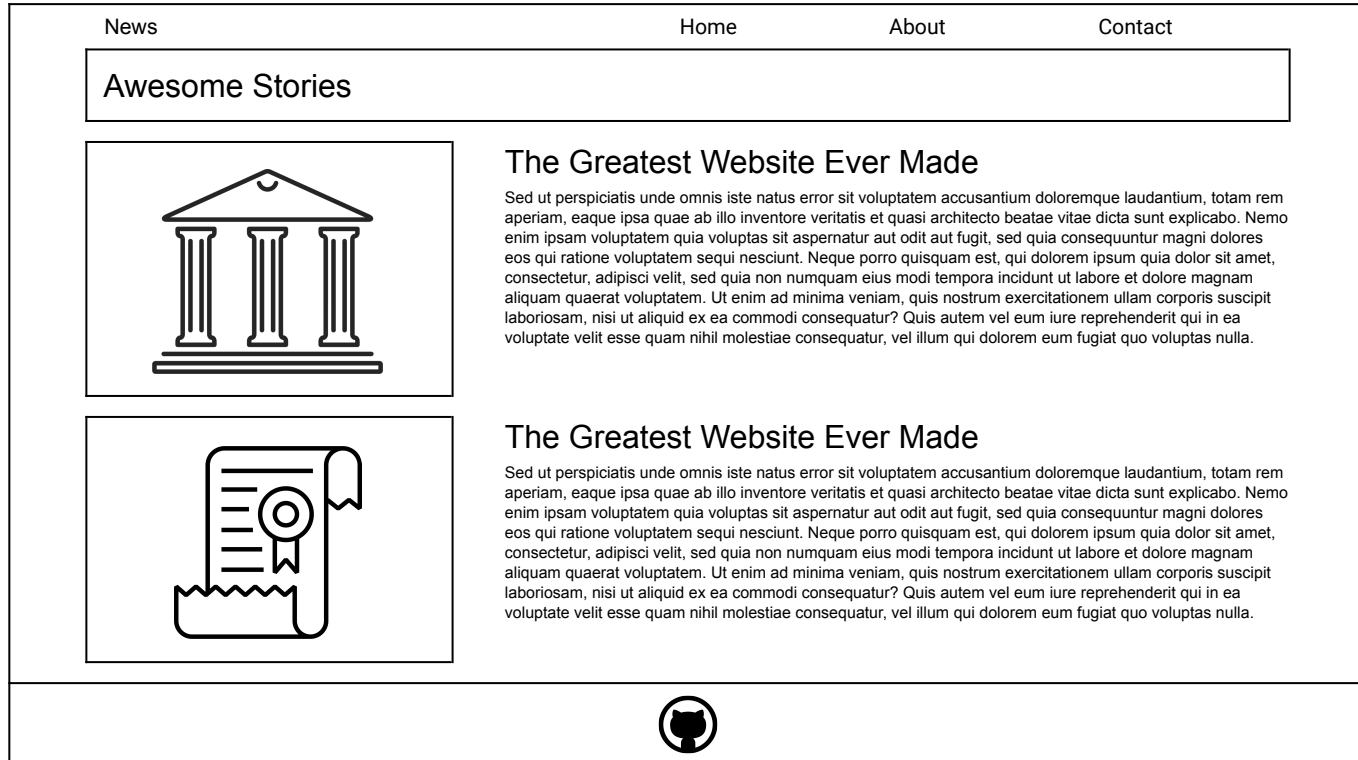 News Home About Contact
Awesome Stories
The Greatest Website Ever Made
Sed ut perspiciatis unde omnis iste natus error sit voluptatem accusantium doloremque laudantium, totam rem
aperiam, eaque ipsa quae ab illo inventore veritatis et quasi architecto beatae vitae dicta sunt explicabo. Nemo
enim ipsam voluptatem quia voluptas sit aspernatur aut odit aut fugit, sed quia consequuntur magni dolores
eos qui ratione voluptatem sequi nesciunt. Neque porro quisquam est, qui dolorem ipsum quia dolor sit amet,
consectetur, adipisci velit, sed quia non numquam eius modi tempora incidunt ut labore et dolore magnam
aliquam quaerat voluptatem. Ut enim ad minima veniam, quis nostrum exercitationem ullam corporis suscipit
laboriosam, nisi ut aliquid ex ea commodi consequatur? Quis autem vel eum iure reprehenderit qui in ea
voluptate velit esse quam nihil molestiae consequatur, vel illum qui dolorem eum fugiat quo voluptas nulla.
The Greatest Website Ever Made
Sed ut perspiciatis unde omnis iste natus error sit voluptatem accusantium doloremque laudantium, totam rem
aperiam, eaque ipsa quae ab illo inventore veritatis et quasi architecto beatae vitae dicta sunt explicabo. Nemo
enim ipsam voluptatem quia voluptas sit aspernatur aut odit aut fugit, sed quia consequuntur magni dolores
eos qui ratione voluptatem sequi nesciunt. Neque porro quisquam est, qui dolorem ipsum quia dolor sit amet,
consectetur, adipisci velit, sed quia non numquam eius modi tempora incidunt ut labore et dolore magnam
aliquam quaerat voluptatem. Ut enim ad minima veniam, quis nostrum exercitationem ullam corporis suscipit
laboriosam, nisi ut aliquid ex ea commodi consequatur? Quis autem vel eum iure reprehenderit qui in ea
voluptate velit esse quam nihil molestiae consequatur, vel illum qui dolorem eum fugiat quo voluptas nulla.